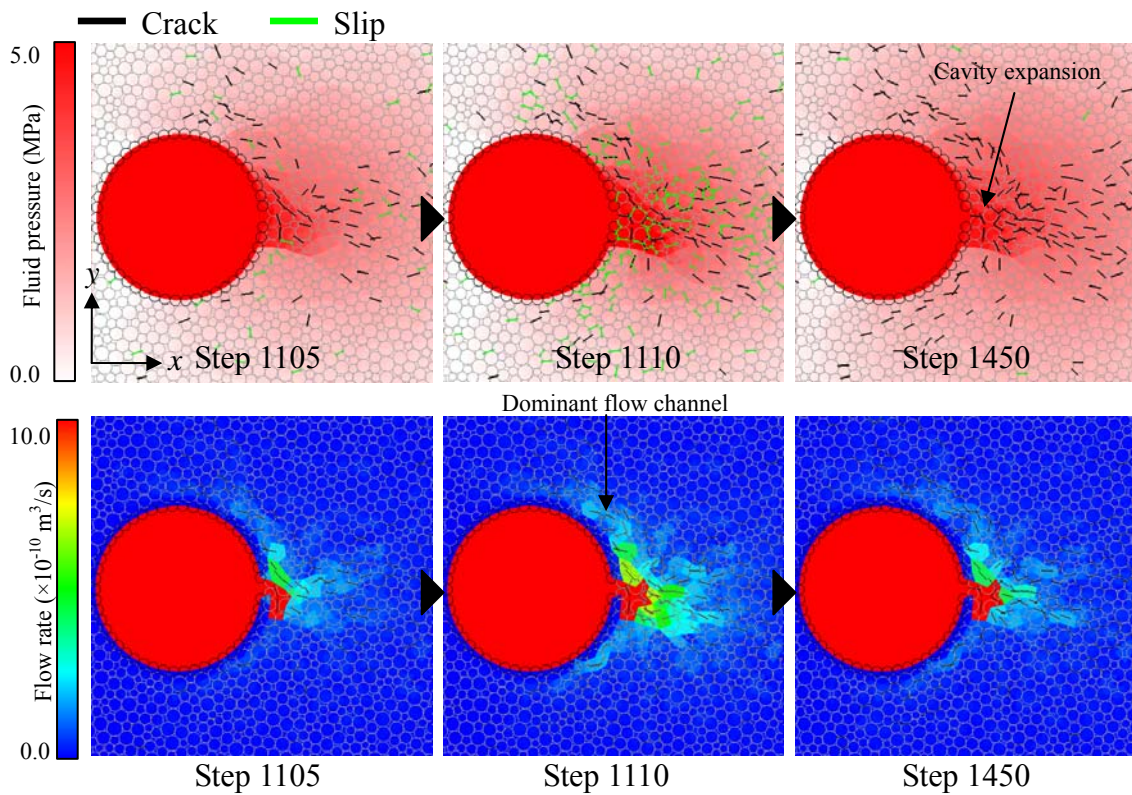 Crack Slip
5.0
Fluid pressure (MPa)
0.0
y
x
Step 1105
Step 1110
Cavity expansion
Step 1450
10.0
Flow rate (×10⁻¹⁰ m³/s)
0.0
Dominant flow channel
Step 1105
Step 1110
Step 1450